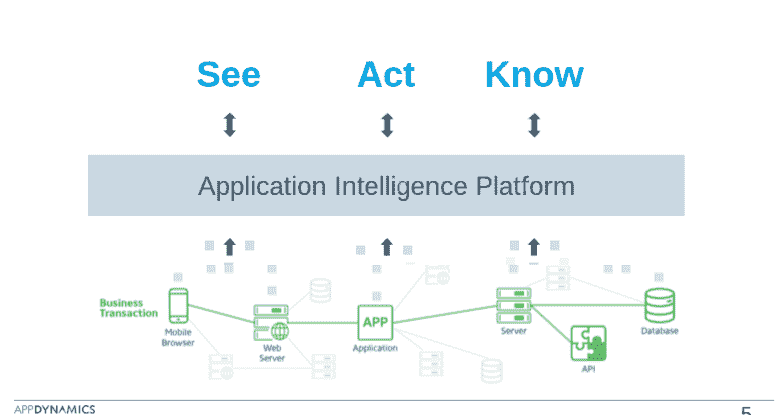 See Act Know
Application Intelligence Platform
Business
Transaction
Mobile
Browser
Web
Server
APP
Application
Server
API
Database
APPDYNAMICS
5